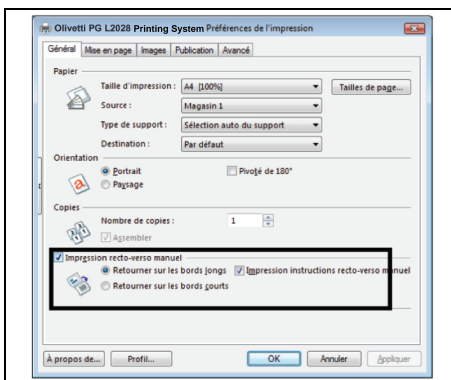 Olivetti PG L2028 Printing System Préférences de l'impression
Général Mise en page Images Publication Avancé
Papier
Taille d'impression : A4 [100%] Tailles de page...
Source : Magasin 1
Type de support : Sélection auto du support
Destination : Par défaut
Orientation
Portrait Pivoté de 180°
Paysage
Copies
Nombre de copies : 1
Assembler
Impression recto-verso manuel
Retourner sur les bords longs Impression instructions recto-verso manuel
Retourner sur les bords courts
À propos de... Profil... OK Annuler Appliquer